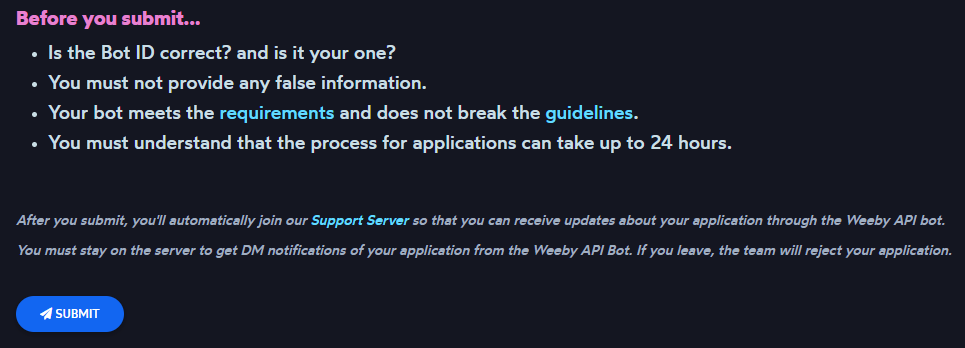 Before you submit...
• Is the Bot ID correct? and is it your one?
• You must not provide any false information.
• Your bot meets the requirements and does not break the guidelines.
• You must understand that the process for applications can take up to 24 hours.
After you submit, you'll automatically join our Support Server so that you can receive updates about your application through the Weeby API bot.
You must stay on the server to get DM notifications of your application from the Weeby API Bot. If you leave, the team will reject your application.
SUBMIT